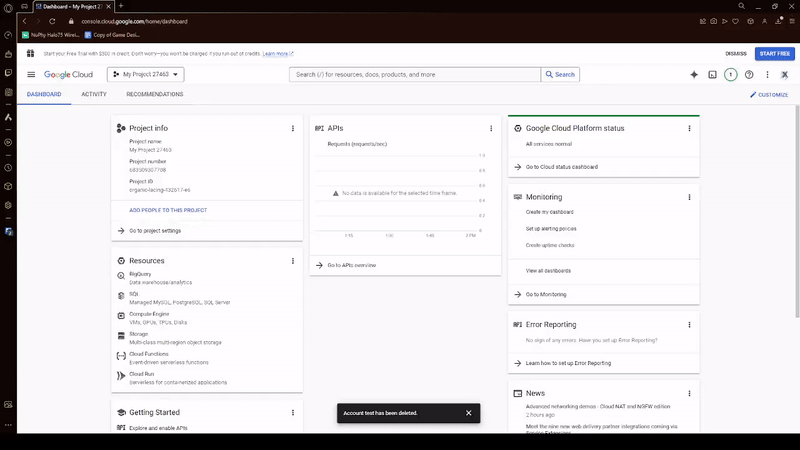 Dashboard – My Project 27463
console.cloud.google.com/home/dashboard
NuPhy Halo75 Wirel...
Copy of Game Desi...
Start your Free Trial with $300 in credit. Don't worry—you won't be charged if you run out of credits. Learn more
DISMISS
START FREE
Google Cloud
My Project 27463
Search (/) for resources, docs, products, and more
Search
1
DASHBOARD
ACTIVITY
RECOMMENDATIONS
CUSTOMIZE
Project info
Project name
My Project 27463
Project number
Project ID
ADD PEOPLE TO THIS PROJECT
Go to project settings
Resources
BigQuery
Data warehouse/analytics
SQL
Managed MySQL, PostgreSQL, SQL Server
Compute Engine
VMs, GPUs, TPUs, Disks
Storage
Multi-class multi-region object storage
Cloud Functions
Event-driven serverless functions
Cloud Run
Serverless for containerized applications
Getting Started
Explore and enable APIs
RPI APIs
Requests (requests/sec)
1.0
0.8
0.6
0.4
0.2
0
No data is available for the selected time frame.
1:15
1:30
1:45
2 PM
Go to APIs overview
Google Cloud Platform status
All services normal
Go to Cloud status dashboard
Monitoring
Create my dashboard
Set up alerting policies
Create uptime checks
View all dashboards
Go to Monitoring
Error Reporting
No sign of any errors. Have you set up Error Reporting?
Learn how to set up Error Reporting
News
Advanced networking demos - Cloud NAT and NSFW edition
2 hours ago
Meet the nine new web delivery partner integrations coming via
Service Extensions
Account test has been deleted.